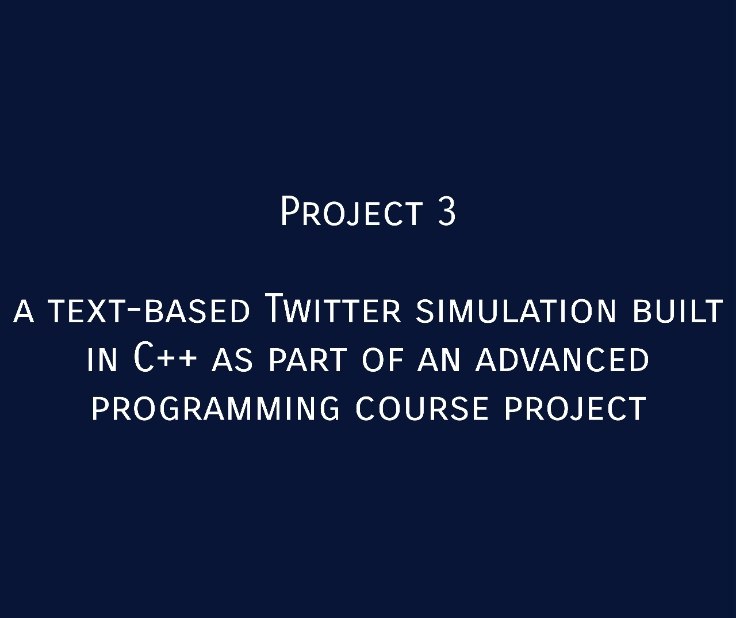 Project 3
a text-based Twitter simulation built
in C++ as part of an advanced
programming course project